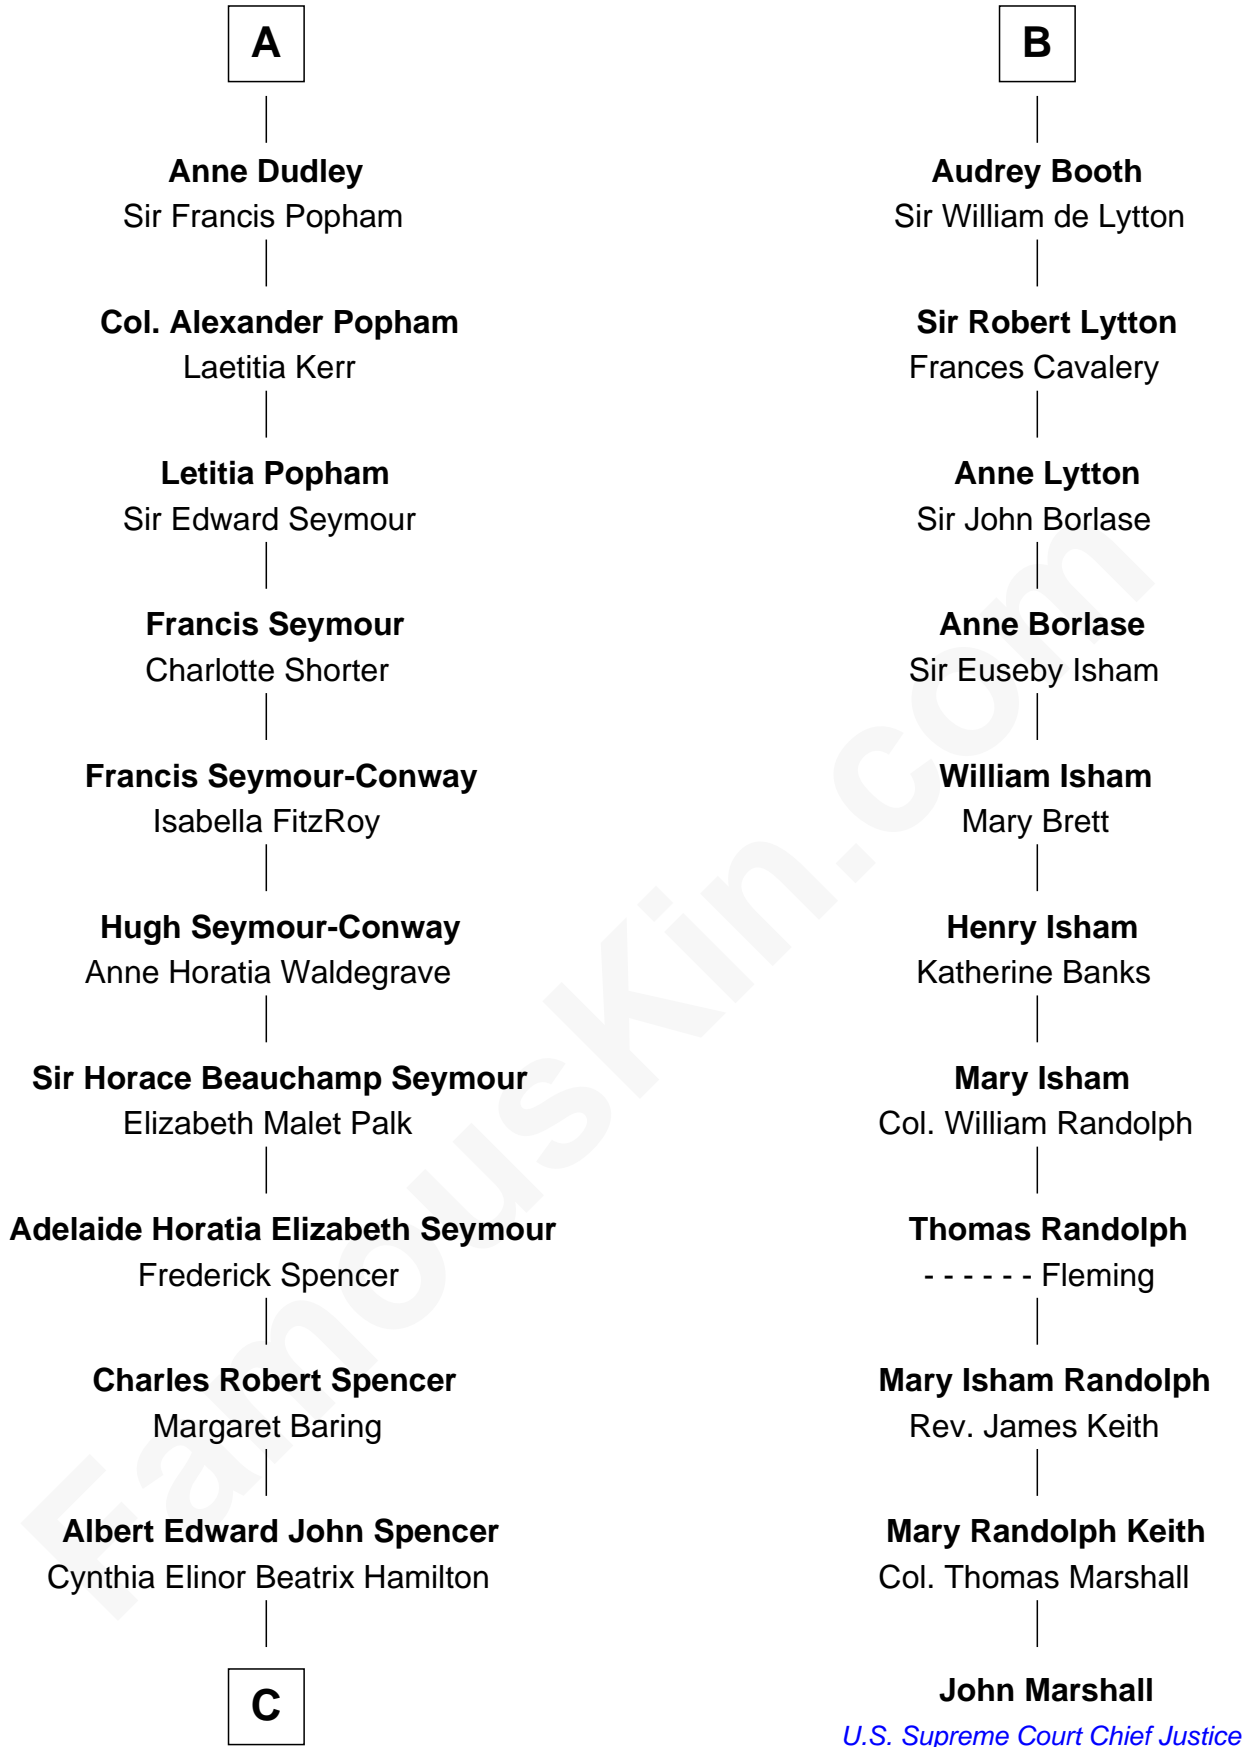 A
Anne Dudley
Sir Francis Popham
Col. Alexander Popham
Laetitia Kerr
Letitia Popham
Sir Edward Seymour
Francis Seymour
Charlotte Shorter
Francis Seymour-Conway
Isabella FitzRoy
Hugh Seymour-Conway
Anne Horatia Waldegrave
Sir Horace Beauchamp Seymour
Elizabeth Malet Palk
Adelaide Horatia Elizabeth Seymour
Frederick Spencer
Charles Robert Spencer
Margaret Baring
Albert Edward John Spencer
Cynthia Elinor Beatrix Hamilton
C
B
Audrey Booth
Sir William de Lytton
Sir Robert Lytton
Frances Cavalery
Anne Lytton
Sir John Borlase
Anne Borlase
Sir Euseby Isham
William Isham
Mary Brett
Henry Isham
Katherine Banks
Mary Isham
Col. William Randolph
Thomas Randolph
- - - - - - Fleming
Mary Isham Randolph
Rev. James Keith
Mary Randolph Keith
Col. Thomas Marshall
John Marshall
U.S. Supreme Court Chief Justice
FamousKin.com